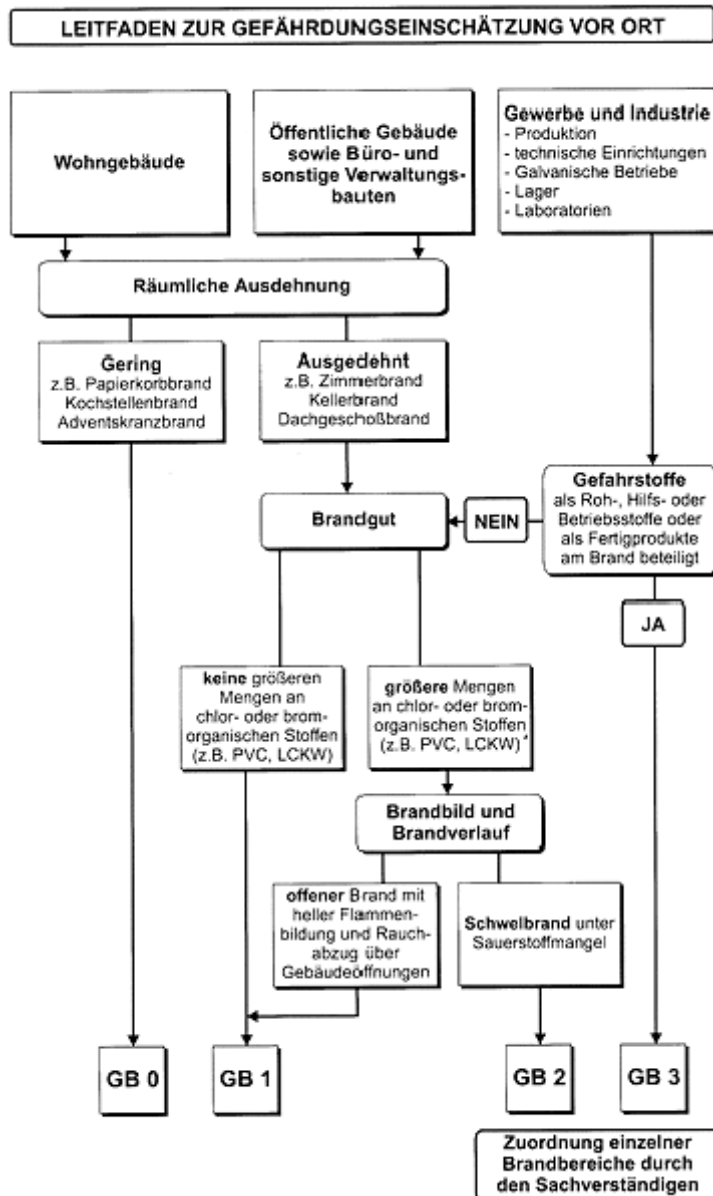 LEITFADEN ZUR GEFÄHRDUNGSEINSCHÄTZUNG VOR ORT
Wohngebäude
Öffentliche Gebäude
sowie Büro- und
sonstige Verwaltungs-
bauten
Gewerbe und Industrie
- Produktion
- technische Einrichtungen
- Galvanische Betriebe
- Lager
- Laboratorien
Räumliche Ausdehnung
Gering
z.B. Papierkorbbrand
Kochstellenbrand
Adventskranzbrand
Ausgedehnt
z.B. Zimmerbrand
Kellerbrand
Dachgeschoßbrand
Gefahrstoffe
als Roh-, Hilfs- oder
Betriebsstoffe oder
als Fertigprodukte
am Brand beteiligt
Brandgut
NEIN
JA
keine größeren
Mengen an
chlor- oder brom-
organischen Stoffen
(z.B. PVC, LCKW)
größere Mengen
an chlor- oder brom-
organischen Stoffen
(z.B. PVC, LCKW)
Brandbild und
Brandverlauf
offener Brand mit
heller Flammen-
bildung und Rauch-
abzug über
Gebäudeöffnungen
Schwelbrand unter
Sauerstoffmangel
GB 0
GB 1
GB 2
GB 3
Zuordnung einzelner
Brandbereiche durch
den Sachverständigen